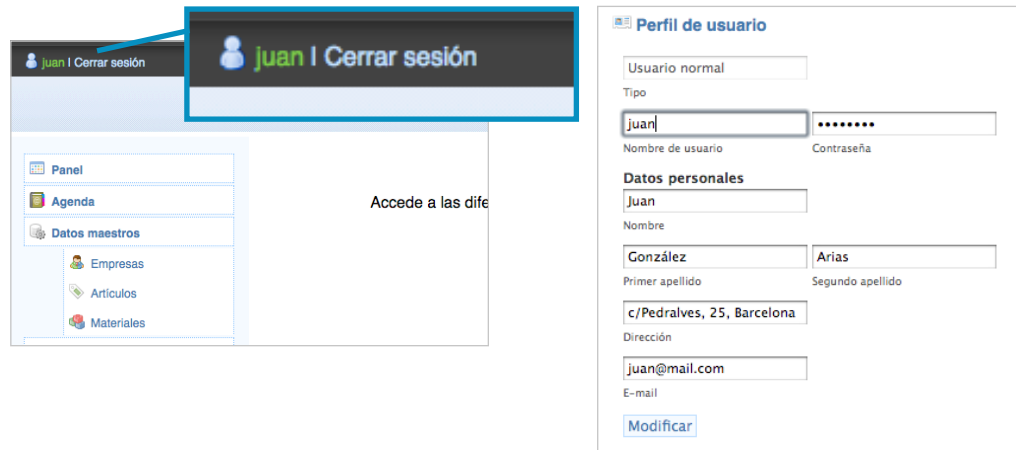 juan | Cerrar sesión
juan | Cerrar sesión
Panel
Agenda
Datos maestros
Empresas
Artículos
Materiales
Accede a las dife
Perfil de usuario
Usuario normal
Tipo
juan ••••••••
Nombre de usuario Contraseña
Datos personales
Juan
Nombre
González Arias
Primer apellido Segundo apellido
c/Pedralves, 25, Barcelona
Dirección
juan@mail.com
E-mail
Modificar